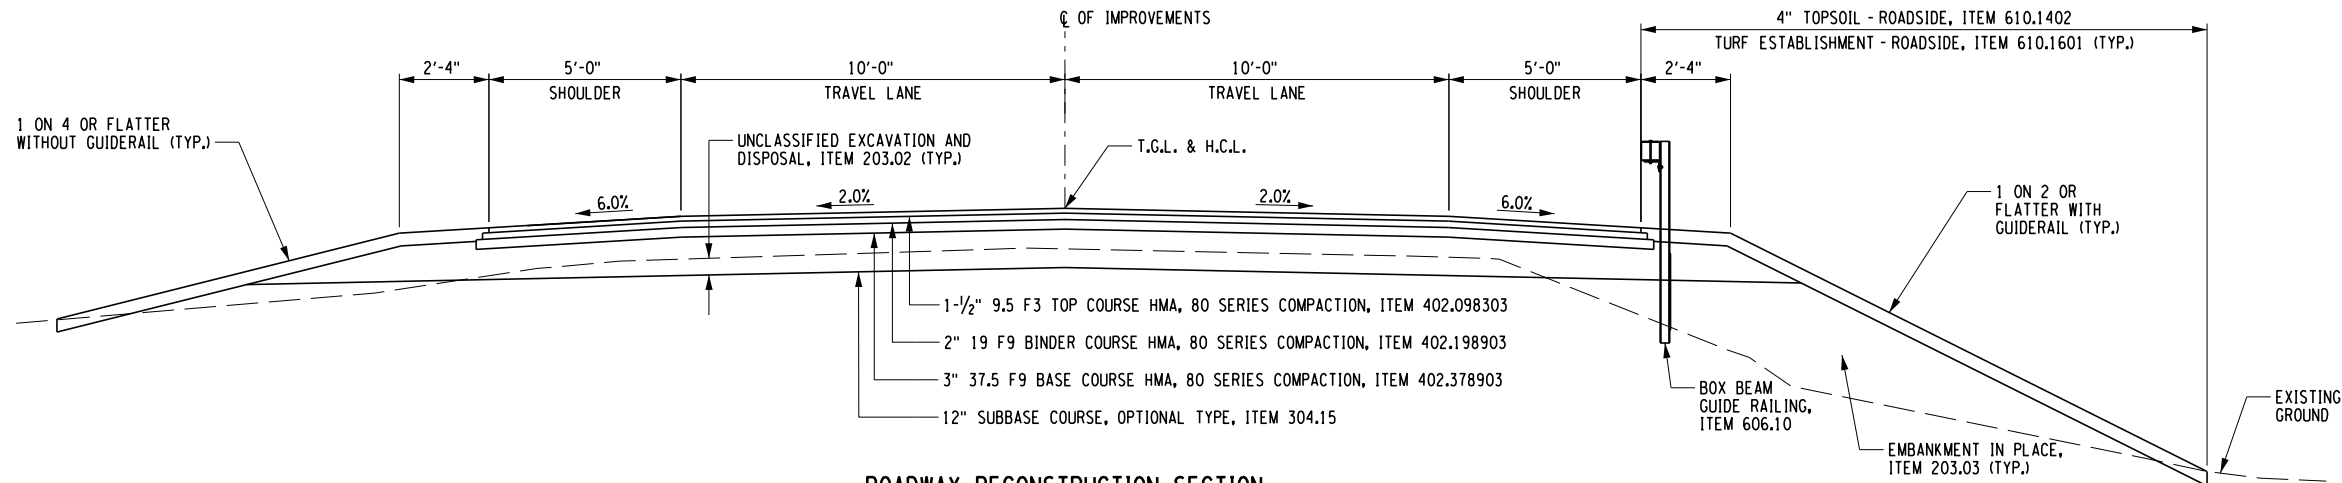 ℄ OF IMPROVEMENTS
4" TOPSOIL - ROADSIDE, ITEM 610.1402
TURF ESTABLISHMENT - ROADSIDE, ITEM 610.1601 (TYP.)
2'-4"
5'-0"
10'-0"
10'-0"
5'-0"
2'-4"
SHOULDER
TRAVEL LANE
TRAVEL LANE
SHOULDER
1 ON 4 OR FLATTER
WITHOUT GUIDERAIL (TYP.)
UNCLASSIFIED EXCAVATION AND
DISPOSAL, ITEM 203.02 (TYP.)
T.G.L. & H.C.L.
6.0%
2.0%
2.0%
6.0%
1 ON 2 OR
FLATTER WITH
GUIDERAIL (TYP.)
1-1/2" 9.5 F3 TOP COURSE HMA, 80 SERIES COMPACTION, ITEM 402.098303
2" 19 F9 BINDER COURSE HMA, 80 SERIES COMPACTION, ITEM 402.198903
3" 37.5 F9 BASE COURSE HMA, 80 SERIES COMPACTION, ITEM 402.378903
12" SUBBASE COURSE, OPTIONAL TYPE, ITEM 304.15
BOX BEAM
GUIDE RAILING,
ITEM 606.10
EMBANKMENT IN PLACE,
ITEM 203.03 (TYP.)
EXISTING
GROUND
ROADWAY RECONSTRUCTION SECTION